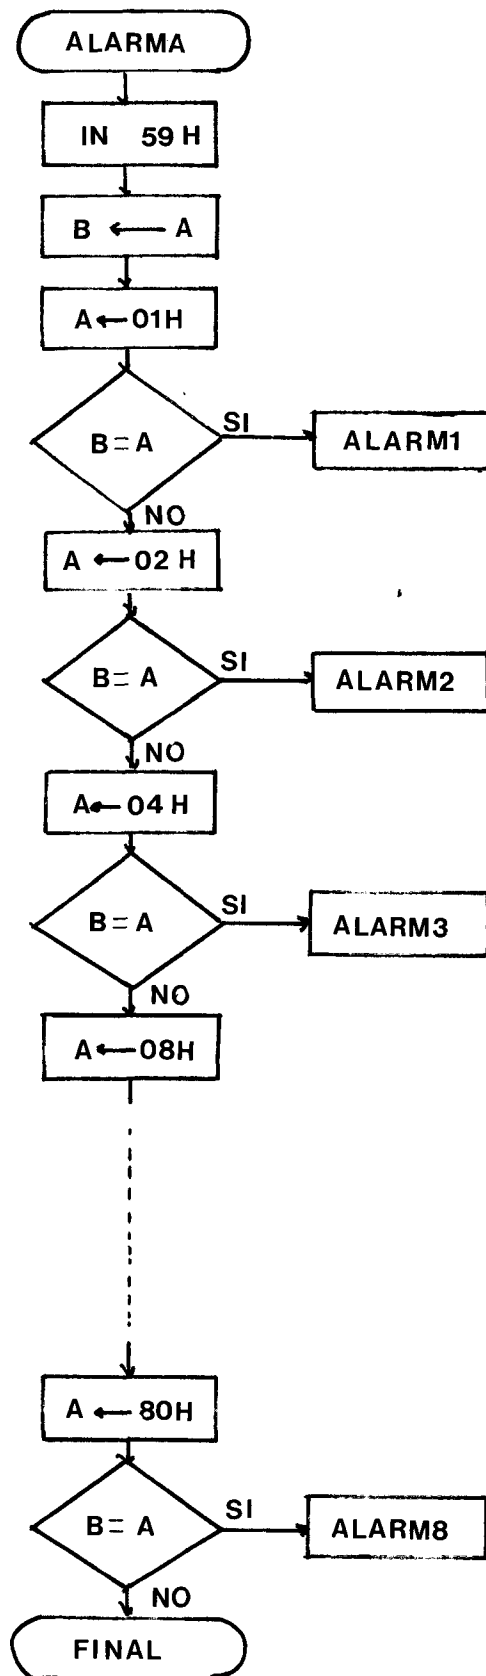 ALARMA
IN 59H
B ← A
A←01H
B=A
SI
ALARM1
NO
A ←02 H
B= A
SI
ALARM2
NO
A←04 H
B= A
SI
ALARM3
NO
A←08H
A ←80H
B= A
SI
ALARM8
NO
FINAL